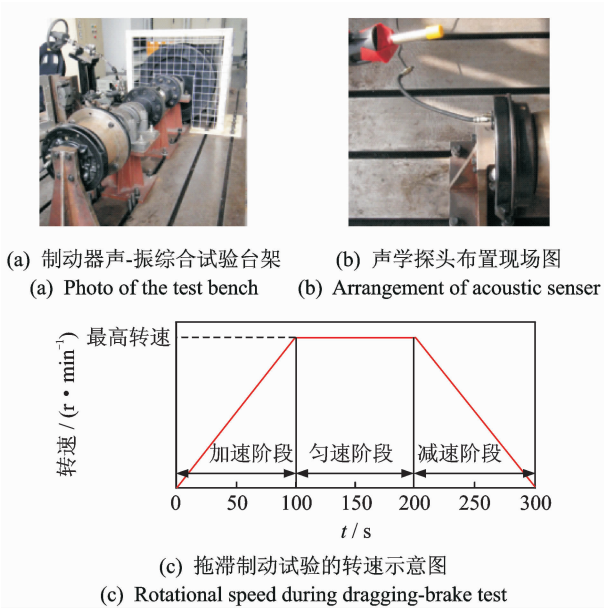 (a) 制动器声-振综合试验台架
(a) Photo of the test bench
(b) 声学探头布置现场图
(b) Arrangement of acoustic senser
最高转速
转速 / (r • min⁻¹)
加速阶段
匀速阶段
减速阶段
0 50 100 150 200 250 300
t / s
(c) 拖滞制动试验的转速示意图
(c) Rotational speed during dragging-brake test